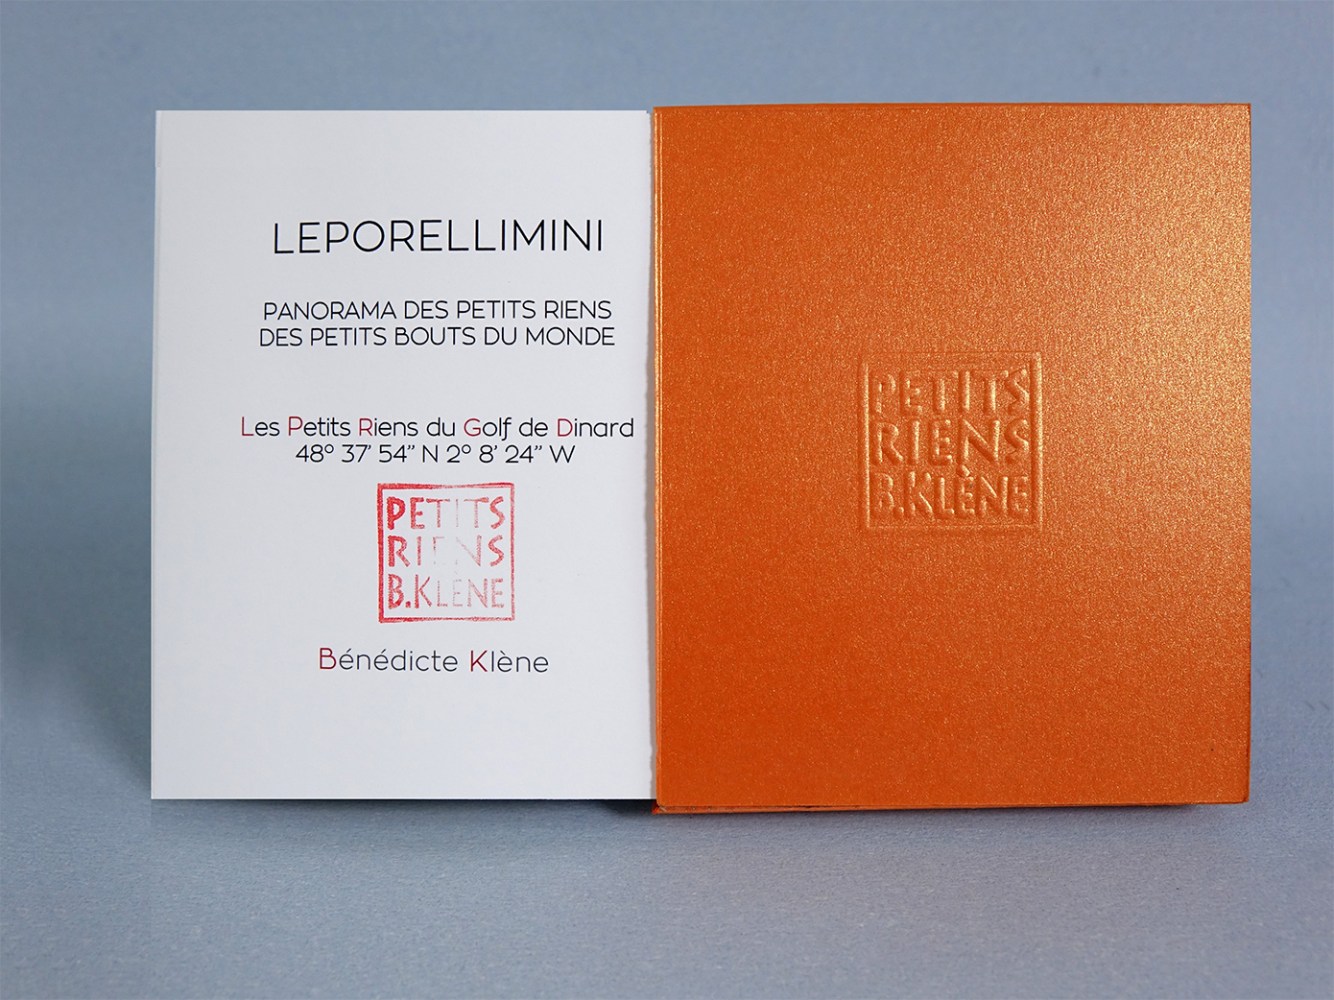 LEPORELLIMINI
PANORAMA DES PETITS RIENS
DES PETITS BOUTS DU MONDE
Les Petits Riens du Golf de Dinard
48° 37' 54" N 2° 8' 24" W
PETITS
RIENS
B.KLÈNE
Bénédicte Klène
PETITS
RIENS
B.KLÈNE